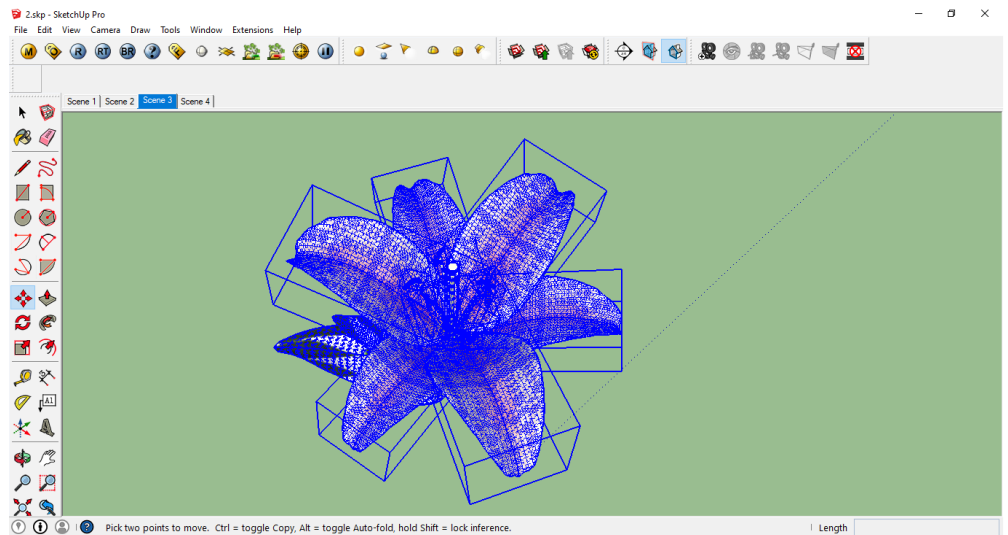 2.skp - SketchUp Pro
File Edit View Camera Draw Tools Window Extensions Help
M R RT BR
Scene 1 Scene 2 Scene 3 Scene 4
A1
Pick two points to move. Ctrl = toggle Copy, Alt = toggle Auto-fold, hold Shift = lock inference.
Length